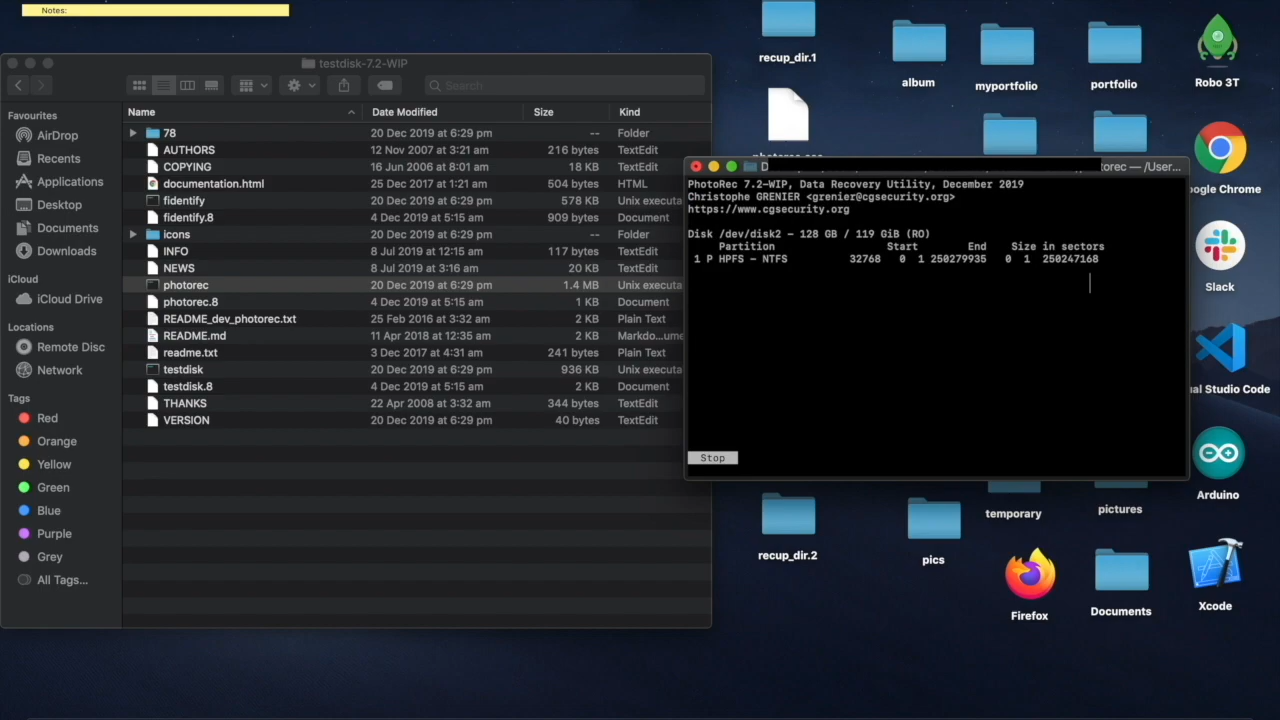 Notes:
testdisk-7.2-WIP
Search
Favourites
AirDrop
Recents
Applications
Desktop
Documents
Downloads
iCloud
iCloud Drive
Locations
Remote Disc
Network
Tags
Red
Orange
Yellow
Green
Blue
Purple
Grey
All Tags...
Name Date Modified Size Kind
78 20 Dec 2019 at 6:29 pm -- Folder
AUTHORS 12 Nov 2007 at 3:21 am 216 bytes TextEdit
COPYING 16 Jun 2006 at 8:01 am 18 KB TextEdit
documentation.html 25 Dec 2017 at 1:21 am 504 bytes HTML
fidentify 20 Dec 2019 at 6:29 pm 578 KB Unix executa
fidentify.8 4 Dec 2019 at 5:15 am 909 bytes Document
icons 20 Dec 2019 at 6:29 pm -- Folder
INFO 8 Jul 2019 at 12:15 am 117 bytes TextEdit
NEWS 8 Jul 2019 at 3:16 am 20 KB TextEdit
photorec 20 Dec 2019 at 6:29 pm 1.4 MB Unix executa
photorec.8 4 Dec 2019 at 5:15 am 1 KB Document
README_dev_photorec.txt 25 Feb 2016 at 3:32 am 2 KB Plain Text
README.md 11 Apr 2018 at 12:35 am 2 KB Markdo...ume
readme.txt 3 Dec 2017 at 4:31 am 241 bytes Plain Text
testdisk 20 Dec 2019 at 6:29 pm 936 KB Unix executa
testdisk.8 4 Dec 2019 at 5:15 am 2 KB Document
THANKS 22 Apr 2008 at 3:32 am 344 bytes TextEdit
VERSION 20 Dec 2019 at 6:29 pm 40 bytes TextEdit
D orec — /User...
PhotoRec 7.2-WIP, Data Recovery Utility, December 2019
Christophe GRENIER <grenier@cgsecurity.org>
https://www.cgsecurity.org
Disk /dev/disk2 - 128 GB / 119 GiB (RO)
Partition Start End Size in sectors
1 P HPFS - NTFS 32768 0 1 250279935 0 1 250247168
Stop
recup_dir.1
album
myportfolio
portfolio
Robo 3T
ogle Chrome
Slack
ual Studio Code
Arduino
temporary
pictures
recup_dir.2
pics
Firefox
Documents
Xcode